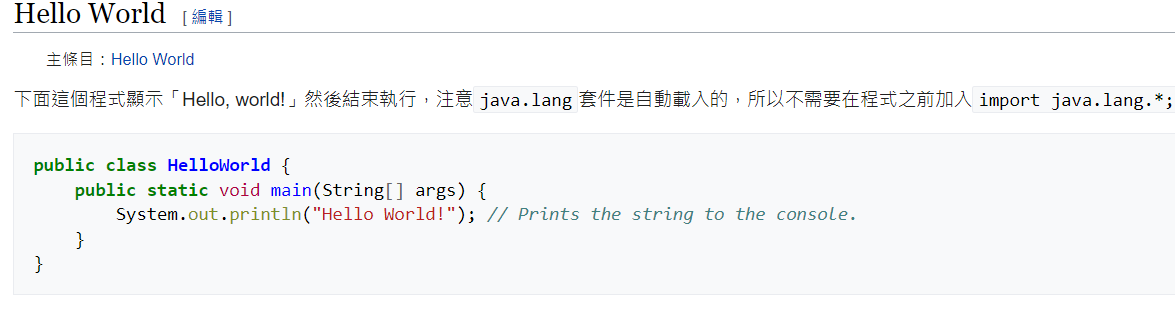 Hello World [ 編輯 ]
主條目：Hello World
下面這個程式顯示「Hello, world!」然後結束執行，注意 java.lang 套件是自動載入的，所以不需要在程式之前加入 import java.lang.*;
public class HelloWorld {
    public static void main(String[] args) {
        System.out.println("Hello World!"); // Prints the string to the console.
    }
}